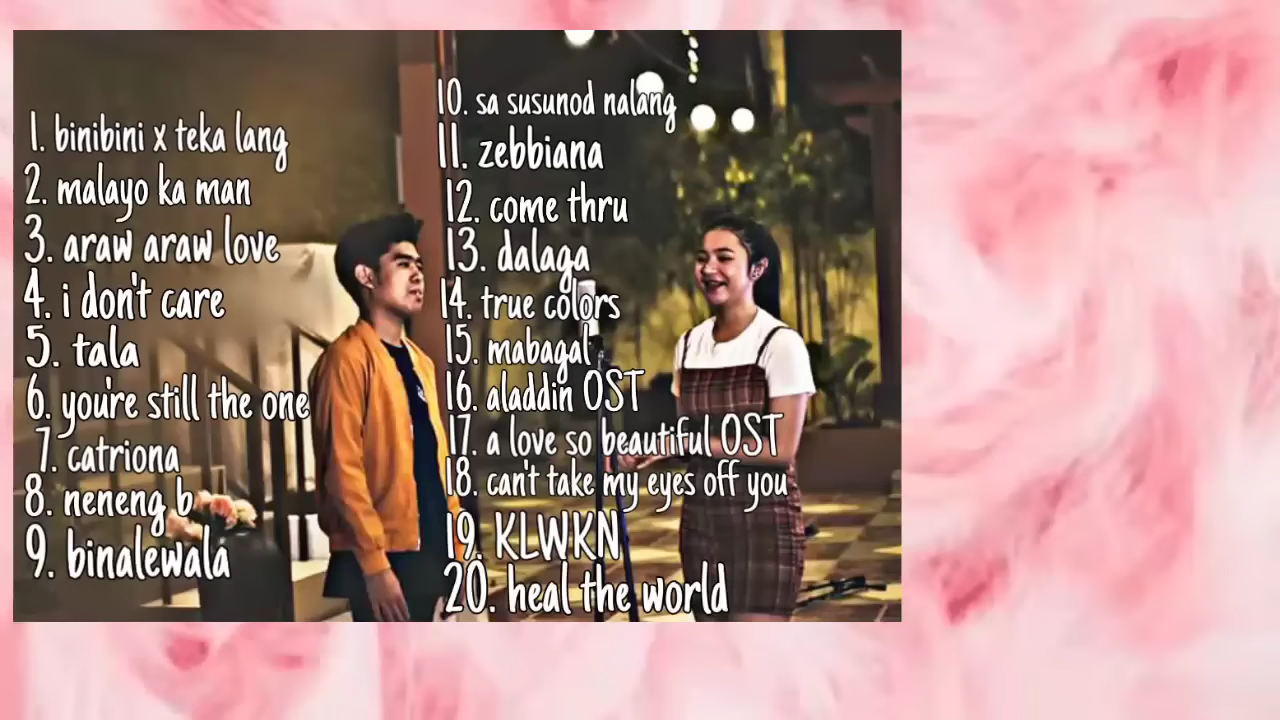 1. binibini x teka lang
2. malayo ka man
3. araw araw love
4. i don't care
5. tala
6. you're still the one
7. catriona
8. neneng b
9. binalewala
10. sa susunod nalang
11. zebbiana
12. come thru
13. dalaga
14. true colors
15. mabagal
16. aladdin OST
17. a love so beautiful OST
18. can't take my eyes off you
19. KLWKN
20. heal the world